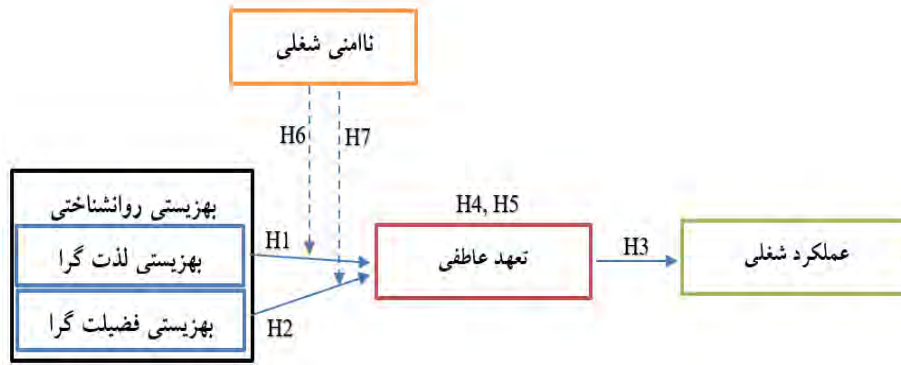 ناامنی شغلی
H6
H7
بهزیستی روانشناختی
H4, H5
H1
بهزیستی لذت گرا
تعهد عاطفی
H3
عملکرد شغلی
بهزیستی فضیلت گرا
H2